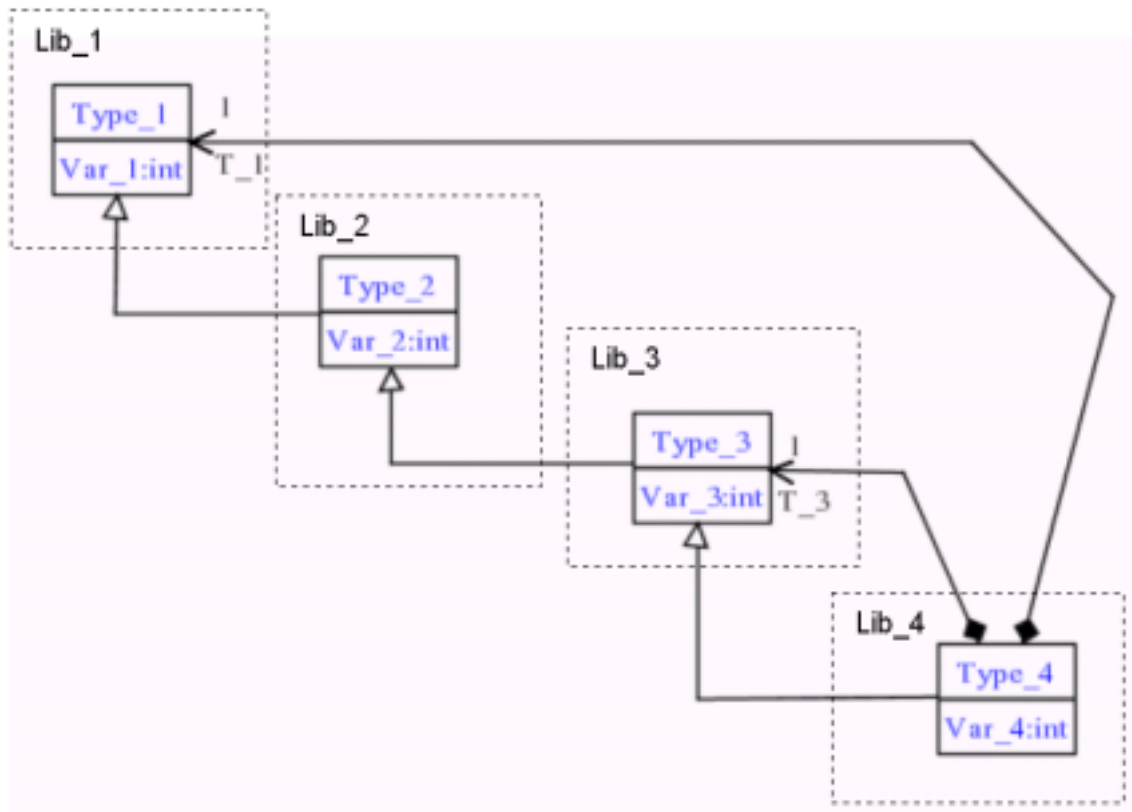 Lib_1
Type_1
1
Var_1:int
T_1
Lib_2
Type_2
Var_2:int
Lib_3
Type_3
1
Var_3:int
T_3
Lib_4
Type_4
Var_4:int